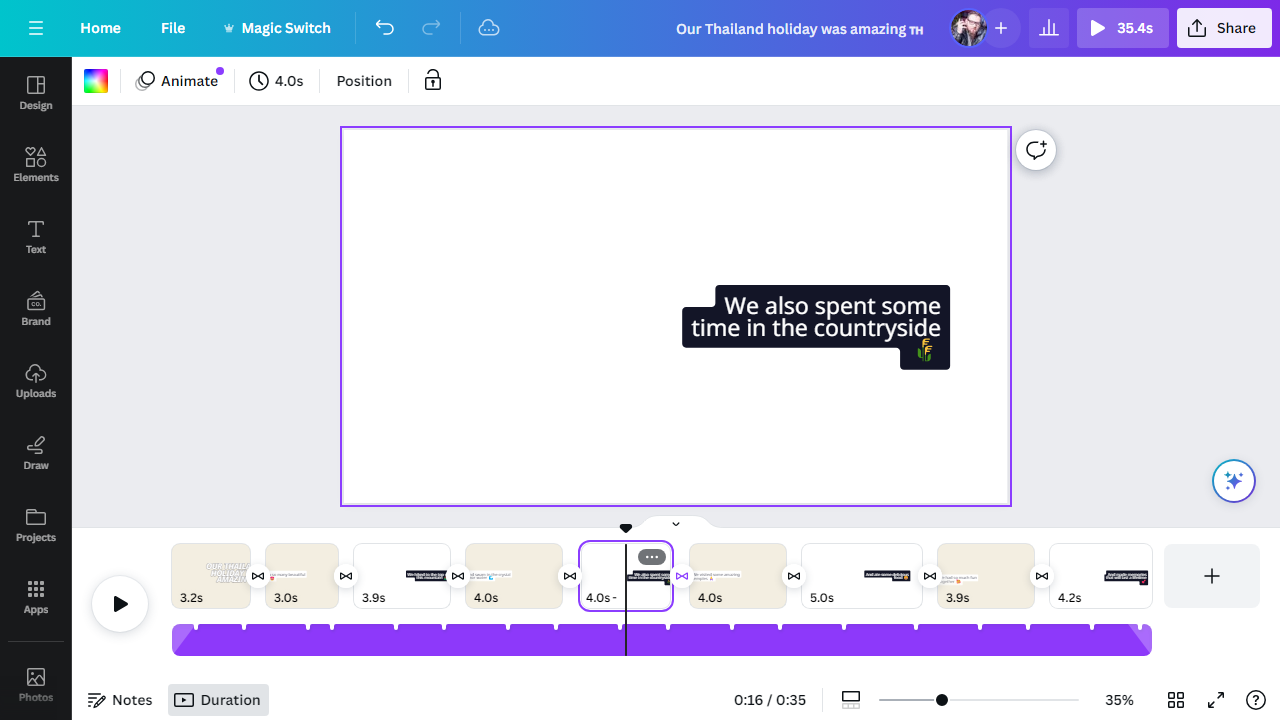 Home
File
Magic Switch
Our Thailand holiday was amazing ᴛʜ
35.4s
Share
Animate
4.0s
Position
Design
Elements
Text
CO.
Brand
Uploads
Draw
Projects
Apps
Photos
We also spent some
time in the countryside
3.2s
3.0s
3.9s
4.0s
4.0s -
4.0s
5.0s
3.9s
4.2s
Notes
Duration
0:16 / 0:35
35%